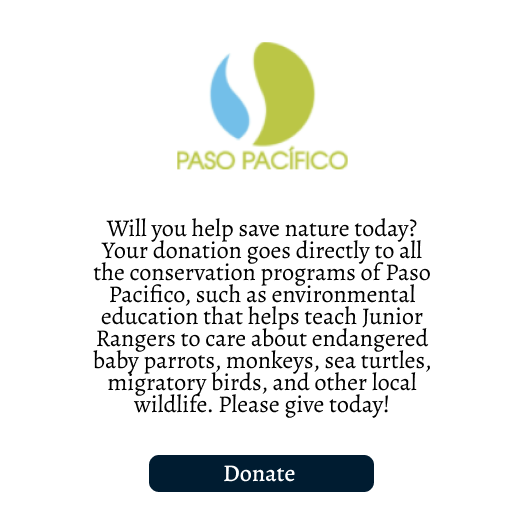 PASO PACÍFICO
Will you help save nature today?
Your donation goes directly to all
the conservation programs of Paso
Pacifico, such as environmental
education that helps teach Junior
Rangers to care about endangered
baby parrots, monkeys, sea turtles,
migratory birds, and other local
wildlife. Please give today!
Donate